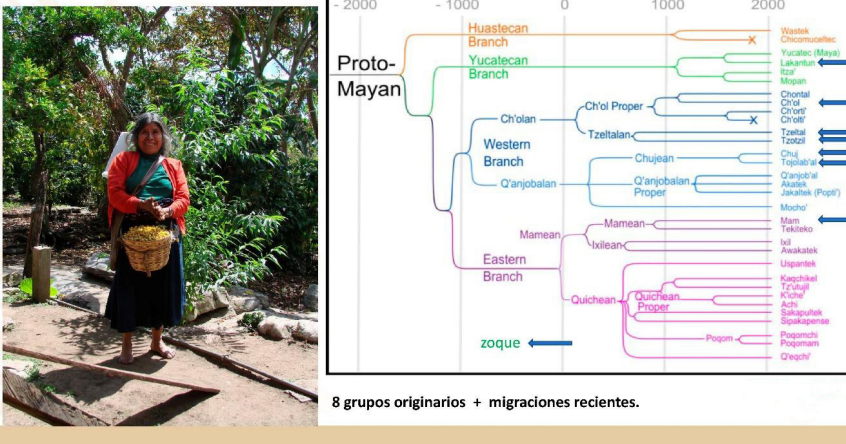 - 2000
- 1000
0
1000
2000
Proto-
Mayan
Huastecan
Branch
Wastek
Chicomuceltec
Yucatecan
Branch
Yucatec (Maya)
Lakantun
Itza'
Mopan
Western
Branch
Ch'olan
Ch'ol Proper
Chontal
Ch'ol
Ch'orti'
Ch'olti'
Tzeltalan
Tzeltal
Tzotzil
Q'anjobalan
Chujean
Chuj
Tojolab'al
Q'anjobalan
Proper
Q'anjob'al
Akatek
Jakaltek (Popti')
Mocho'
Eastern
Branch
Mamean
Mamean
Mam
Tekiteko
Ixilean
Ixil
Awakatek
Quichean
Uspantek
Quichean
Proper
Kaqchikel
Tz'utujil
K'iche'
Achi
Sakapultek
Sipakapense
Poqom
Poqomchi
Poqomam
Q'eqchi'
zoque
8 grupos originarios + migraciones recientes.